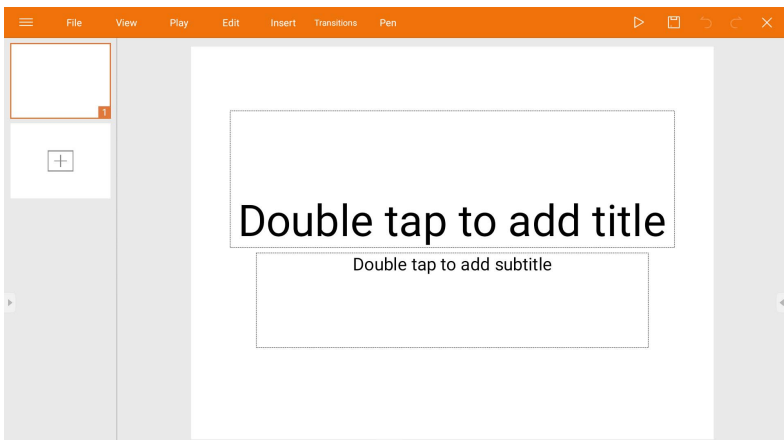 File View Play Edit Insert Transitions Pen
1
Double tap to add title
Double tap to add subtitle